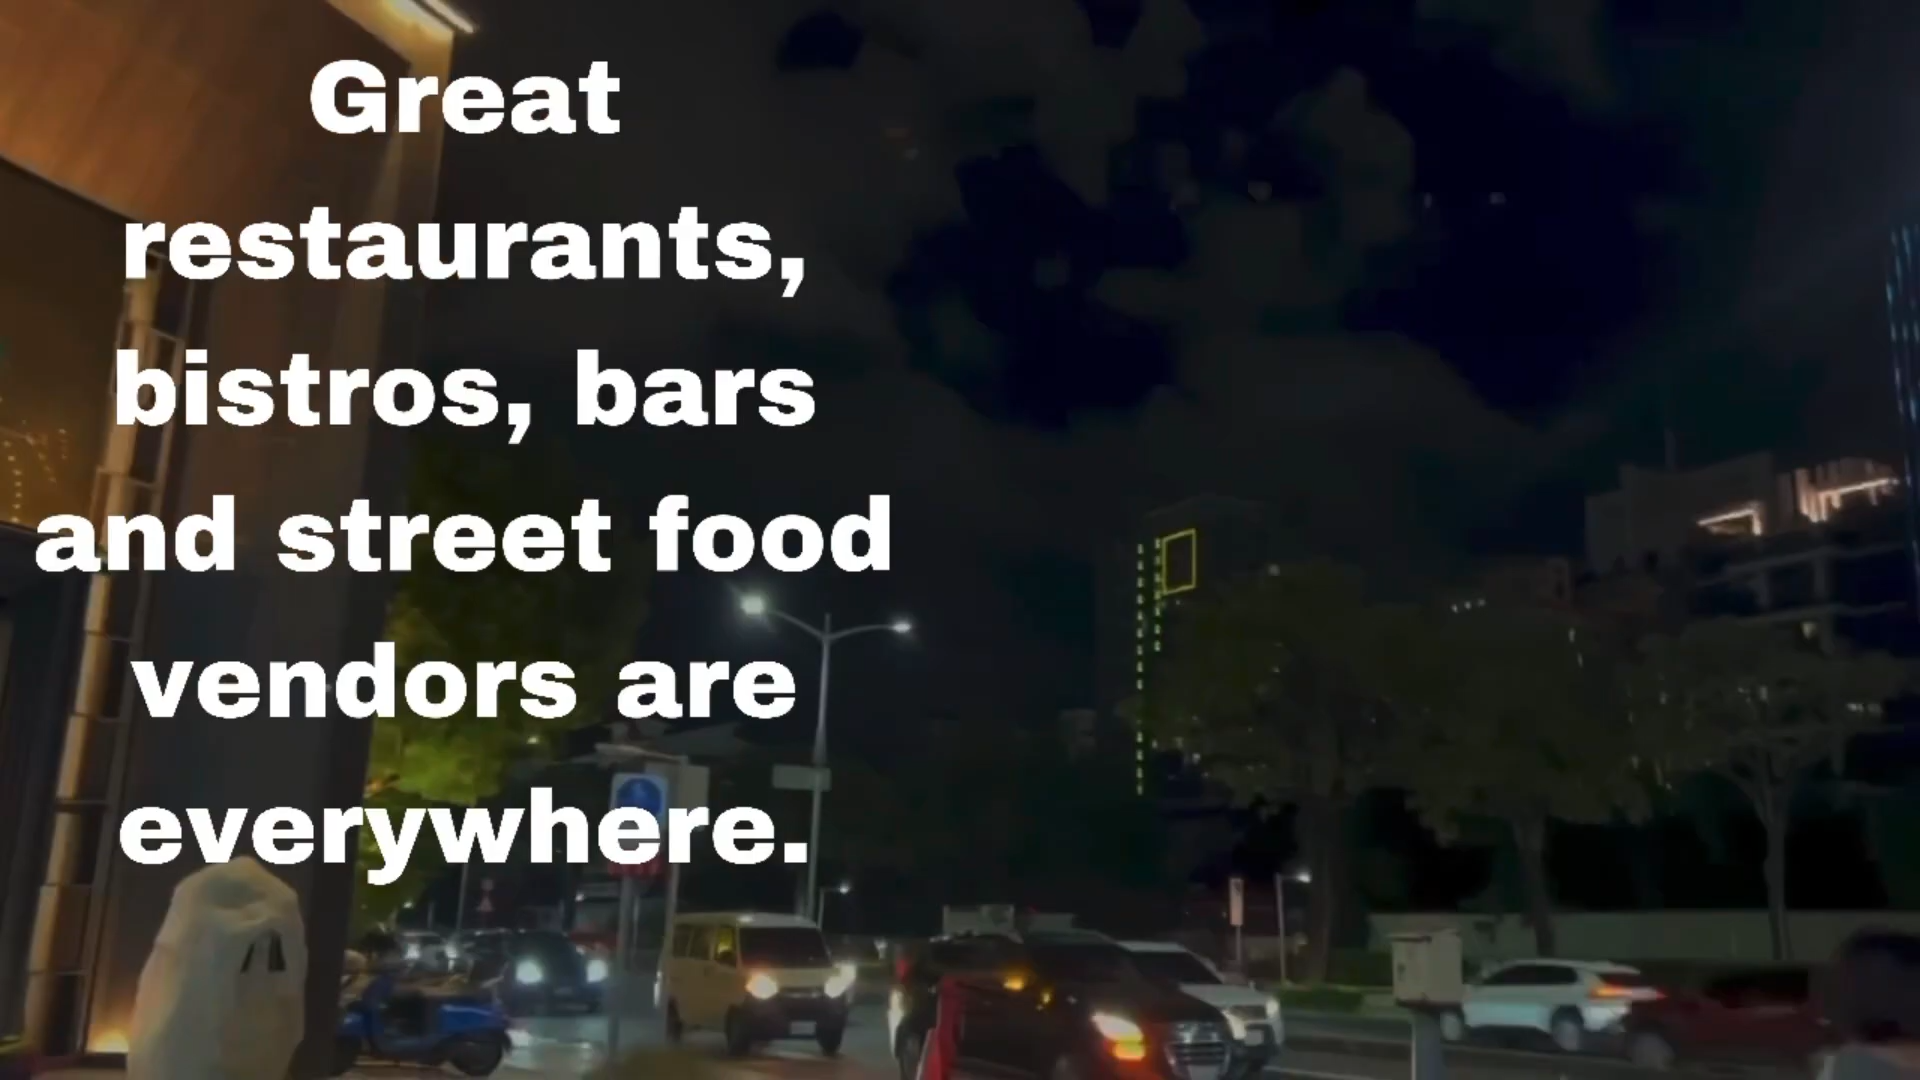 Great
restaurants,
bistros, bars
and street food
vendors are
everywhere.